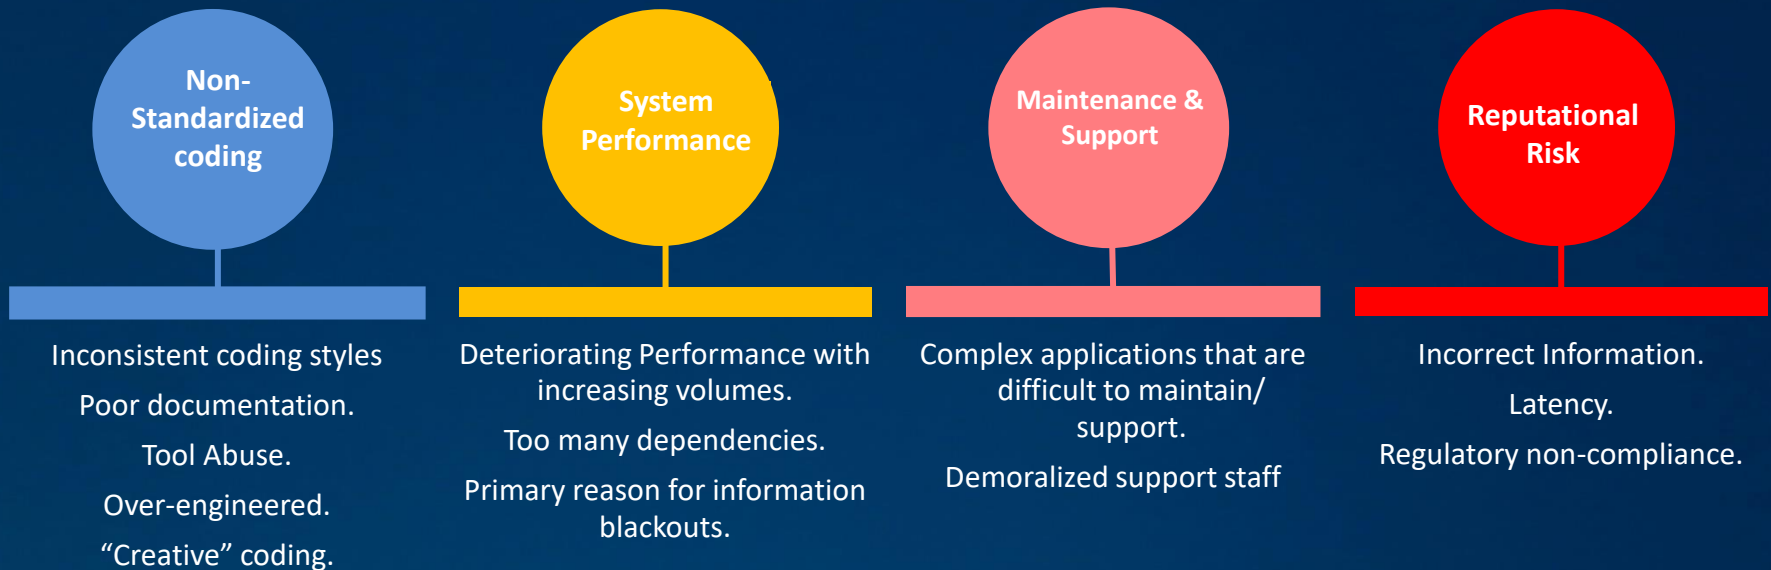 Non-
Standardized
coding
Inconsistent coding styles
Poor documentation.
Tool Abuse.
Over-engineered.
“Creative” coding.
System
Performance
Deteriorating Performance with
increasing volumes.
Too many dependencies.
Primary reason for information
blackouts.
Maintenance &
Support
Complex applications that are
difficult to maintain/
support.
Demoralized support staff
Reputational
Risk
Incorrect Information.
Latency.
Regulatory non-compliance.